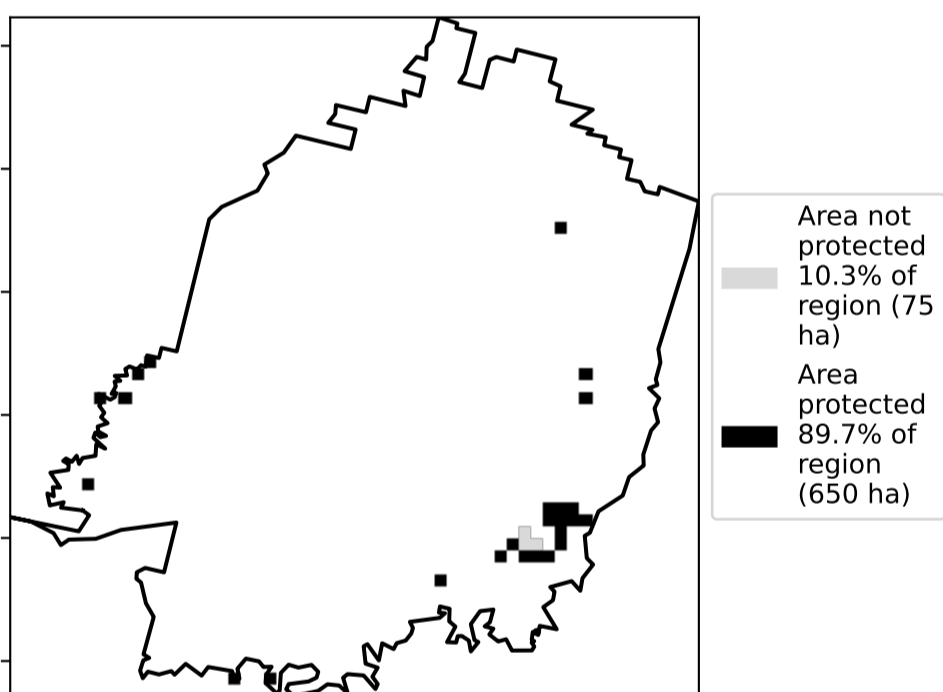 Area not
protected
10.3% of
region (75
ha)
Area
protected
89.7% of
region
(650 ha)